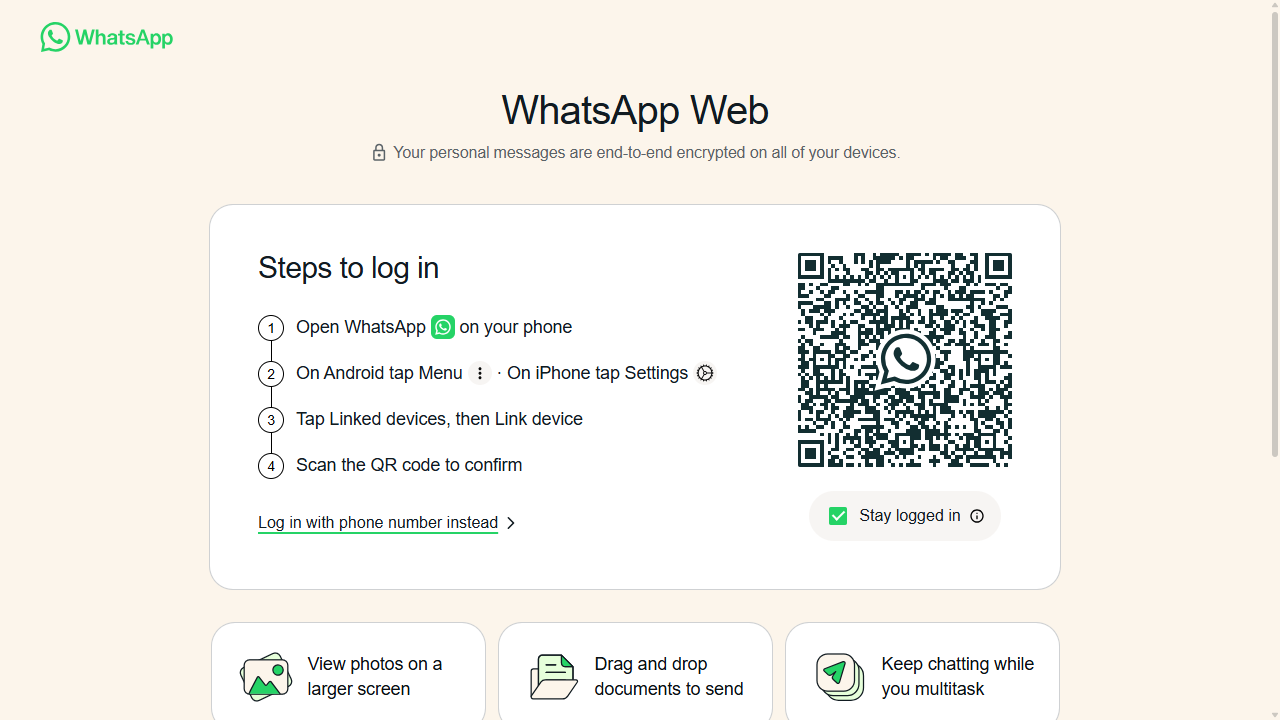 WhatsApp
WhatsApp Web
Your personal messages are end-to-end encrypted on all of your devices.
Steps to log in
1 Open WhatsApp on your phone
2 On Android tap Menu · On iPhone tap Settings
3 Tap Linked devices, then Link device
4 Scan the QR code to confirm
Log in with phone number instead
Stay logged in
View photos on a
larger screen
Drag and drop
documents to send
Keep chatting while
you multitask